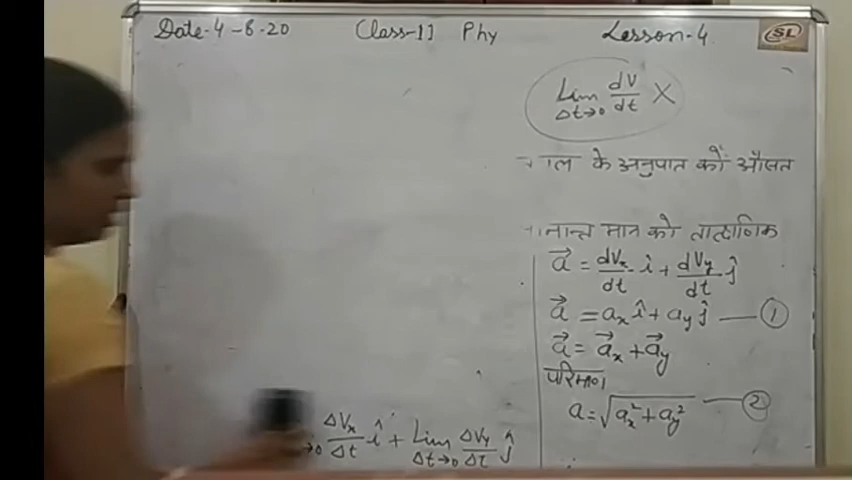 Date-4-8-20 Class-11 Phy Lesson-4 SL
Lim Δt→0 dV/dt ×
के अनुपात को औसत
मान को तात्क्षणिक
a⃗ = dVx/dt î + dVy/dt ĵ
a⃗ = ax î + ay ĵ —— ①
a⃗ = a⃗x + a⃗y
परिमाण
a = √ax² + ay² —— ②
→0 ΔVx/Δt î + Lim Δt→0 ΔVy/Δt ĵ